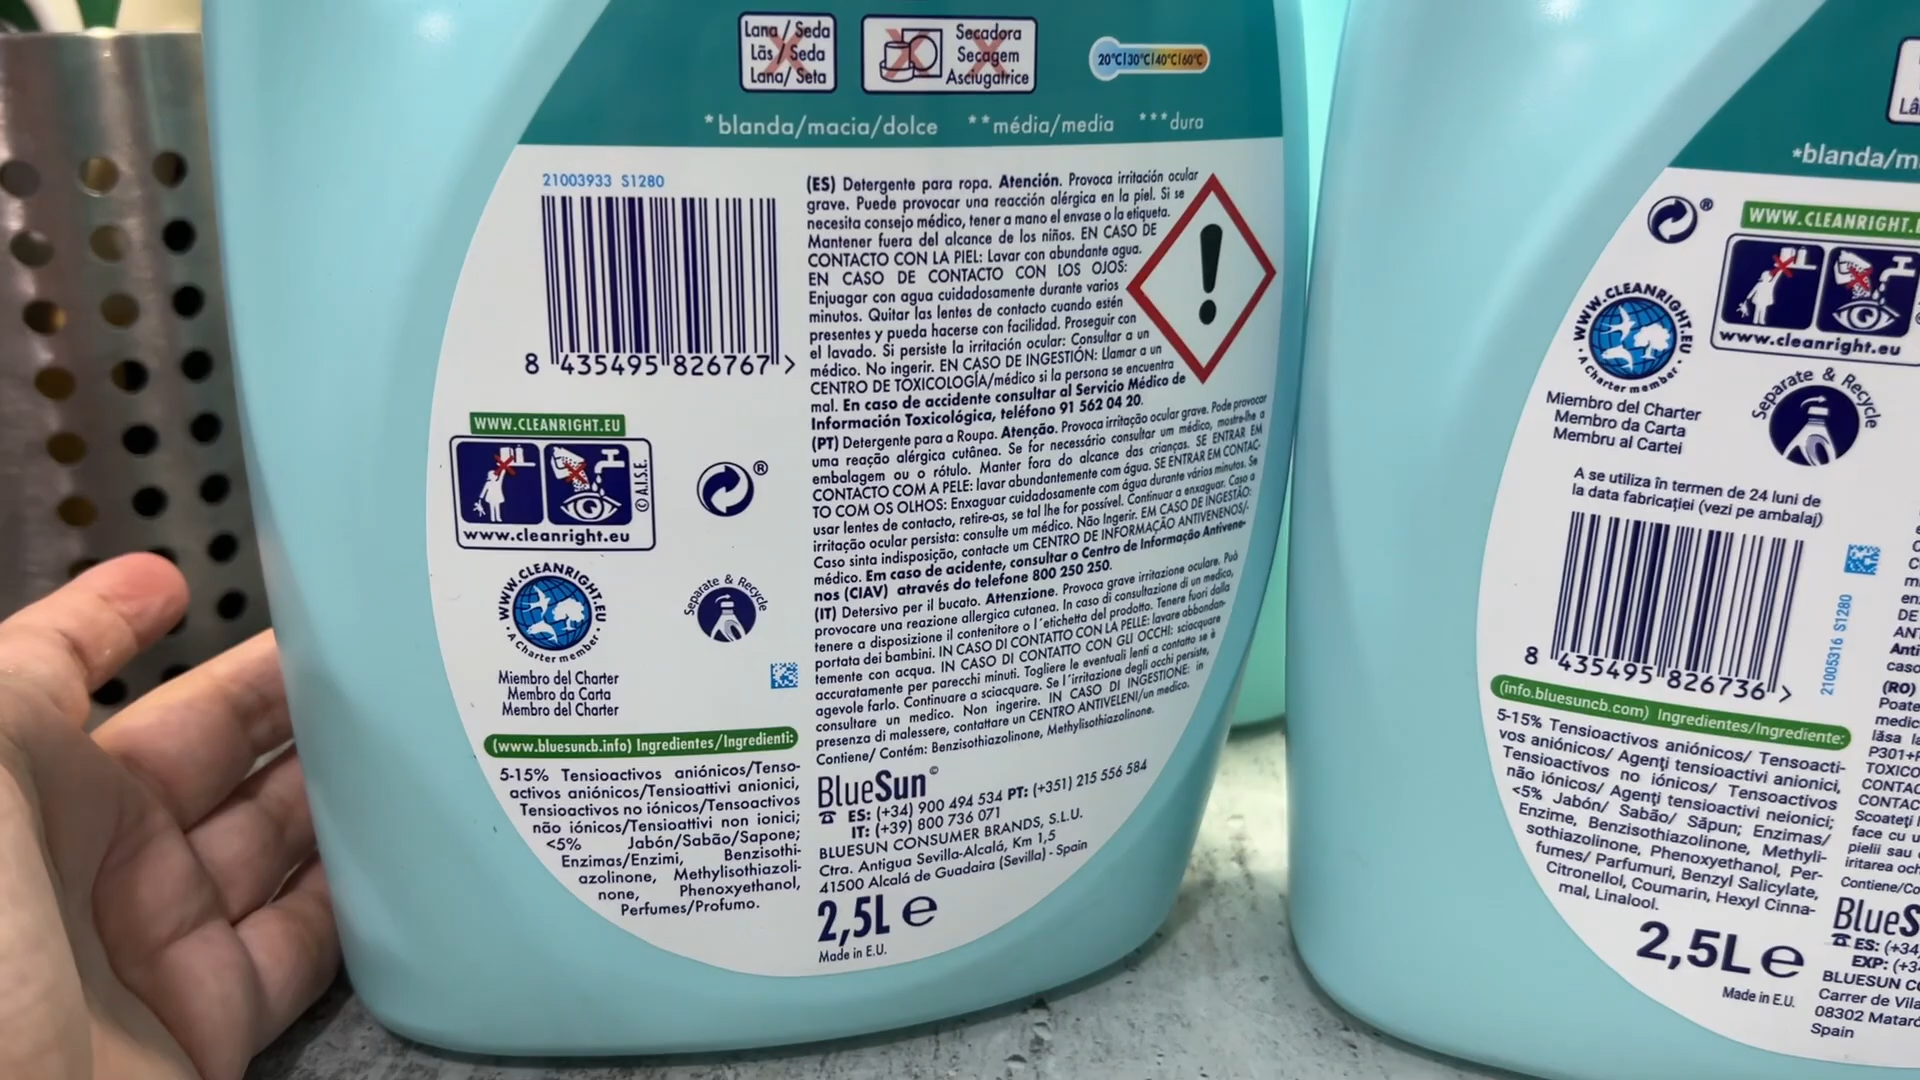 Lana / Seda
Lãs / Seda
Lana/ Seta
Secadora
Secagem
Asciugatrice
20°C|30°C|40°C|60°C
*blanda/macia/dolce **média/media ***dura
21003933 S1280
8 435495 826767 >
WWW.CLEANRIGHT.EU
© A.I.S.E.
www.cleanright.eu
®
WWW.CLEANRIGHT.EU
• A Charter member •
Separate & Recycle
Miembro del Charter
Membro da Carta
Membro del Charter
(www.bluesuncb.info) Ingredientes/Ingredienti:
5-15% Tensioactivos aniónicos/Tenso-
activos aniónicos/Tensioattivi anionici,
Tensioactivos no iónicos/Tensoactivos
não iónicos/Tensioattivi non ionici;
<5% Jabón/Sabão/Sapone;
Enzimas/Enzimi, Benzisothi-
azolinone, Methylisothiazoli-
none, Phenoxyethanol,
Perfumes/Profumo.
(ES) Detergente para ropa. Atención. Provoca irritación ocular
grave. Puede provocar una reacción alérgica en la piel. Si se
necesita consejo médico, tener a mano el envase o la etiqueta.
Mantener fuera del alcance de los niños. EN CASO DE
CONTACTO CON LA PIEL: Lavar con abundante agua.
EN CASO DE CONTACTO CON LOS OJOS:
Enjuagar con agua cuidadosamente durante varios
minutos. Quitar las lentes de contacto cuando estén
presentes y pueda hacerse con facilidad. Proseguir con
el lavado. Si persiste la irritación ocular: Consultar a un
médico. No ingerir. EN CASO DE INGESTIÓN: Llamar a un
CENTRO DE TOXICOLOGÍA/médico si la persona se encuentra
mal. En caso de accidente consultar al Servicio Médico de
Información Toxicológica, teléfono 91 562 04 20.
(PT) Detergente para a Roupa. Atenção. Provoca irritação ocular grave. Pode provocar
uma reação alérgica cutânea. Se for necessário consultar um médico, mostre-lhe a
embalagem ou o rótulo. Manter fora do alcance das crianças. SE ENTRAR EM
CONTACTO COM A PELE: lavar abundantemente com água. SE ENTRAR EM CONTAC-
TO COM OS OLHOS: Enxaguar cuidadosamente com água durante vários minutos. Se
usar lentes de contacto, retire-as, se tal lhe for possível. Continuar a enxaguar. Caso a
irritação ocular persista: consulte um médico. Não Ingerir. EM CASO DE INGESTÃO:
Caso sinta indisposição, contacte um CENTRO DE INFORMAÇÃO ANTIVENENOS/
médico. Em caso de acidente, consultar o Centro de Informação Antivene-
nos (CIAV) através do telefone 800 250 250.
(IT) Detersivo per il bucato. Attenzione. Provoca grave irritazione oculare. Può
provocare una reazione allergica cutanea. In caso di consultazione di un medico,
tenere a disposizione il contenitore o l'etichetta del prodotto. Tenere fuori dalla
portata dei bambini. IN CASO DI CONTATTO CON LA PELLE: lavare abbondan-
temente con acqua. IN CASO DI CONTATTO CON GLI OCCHI: sciacquare
accuratamente per parecchi minuti. Togliere le eventuali lenti a contatto se è
agevole farlo. Continuare a sciacquare. Se l'irritazione degli occhi persiste,
consultare un medico. Non ingerire. IN CASO DI INGESTIONE: in
presenza di malessere, contattare un CENTRO ANTIVELENI/un medico.
Contiene/ Contém: Benzisothiazolinone, Methylisothiazolinone.
BlueSun©
ES: (+34) 900 494 534 PT: (+351) 215 556 584
IT: (+39) 800 736 071
BLUESUN CONSUMER BRANDS, S.L.U.
Ctra. Antigua Sevilla-Alcalá, Km 1,5
41500 Alcalá de Guadaira (Sevilla) - Spain
2,5L e
Made in E.U.
*blanda/m
®
WWW.CLEANRIGHT.E
www.cleanright.eu
WWW.CLEANRIGHT.EU
• A Charter member •
Miembro del Charter
Membro da Carta
Membru al Cartei
Separate & Recycle
A se utiliza în termen de 24 luni de
la data fabricației (vezi pe ambalaj)
8 435495 826736 >
21005316 S1280
(info.bluesuncb.com) Ingredientes/Ingrediente:
5-15% Tensioactivos aniónicos/ Tensoacti-
vos aniónicos/ Agenți tensioactivi anionici,
Tensioactivos no iónicos/ Tensoactivos
não iónicos/ Agenți tensioactivi neionici;
<5% Jabón/ Sabão/ Săpun; Enzimas/
Enzime, Benzisothiazolinone, Methyli-
sothiazolinone, Phenoxyethanol, Per-
fumes/ Parfumuri, Benzyl Salicylate,
Citronellol, Coumarin, Hexyl Cinna-
mal, Linalool.
2,5L e
Made in E.U.
DE
ANT
Anti
caso
(RO)
Poate
medic
lăsa la
P301+
TOXICO
CONTAC
CONTAC
Scoateți
face cu u
pielii sau
iritarea och
Contiene/Co
BlueS
ES: (+34
EXP: (+3
BLUESUN CO
Carrer de Vila
08302 Mataró
Spain